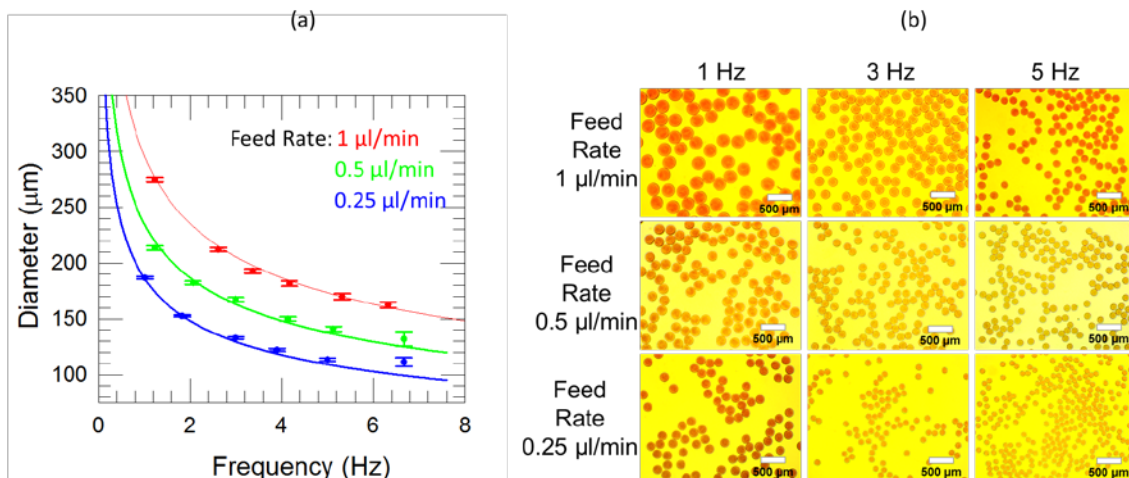 (a)
350
300
250
200
150
100
Diameter (µm)
Feed Rate: 1 µl/min
0.5 µl/min
0.25 µl/min
0
2
4
6
8
Frequency (Hz)
(b)
1 Hz
3 Hz
5 Hz
Feed
Rate
1 µl/min
500 µm
500 µm
500 µm
Feed
Rate
0.5 µl/min
500 µm
500 µm
500 µm
Feed
Rate
0.25 µl/min
500 µm
500 µm
500 µm